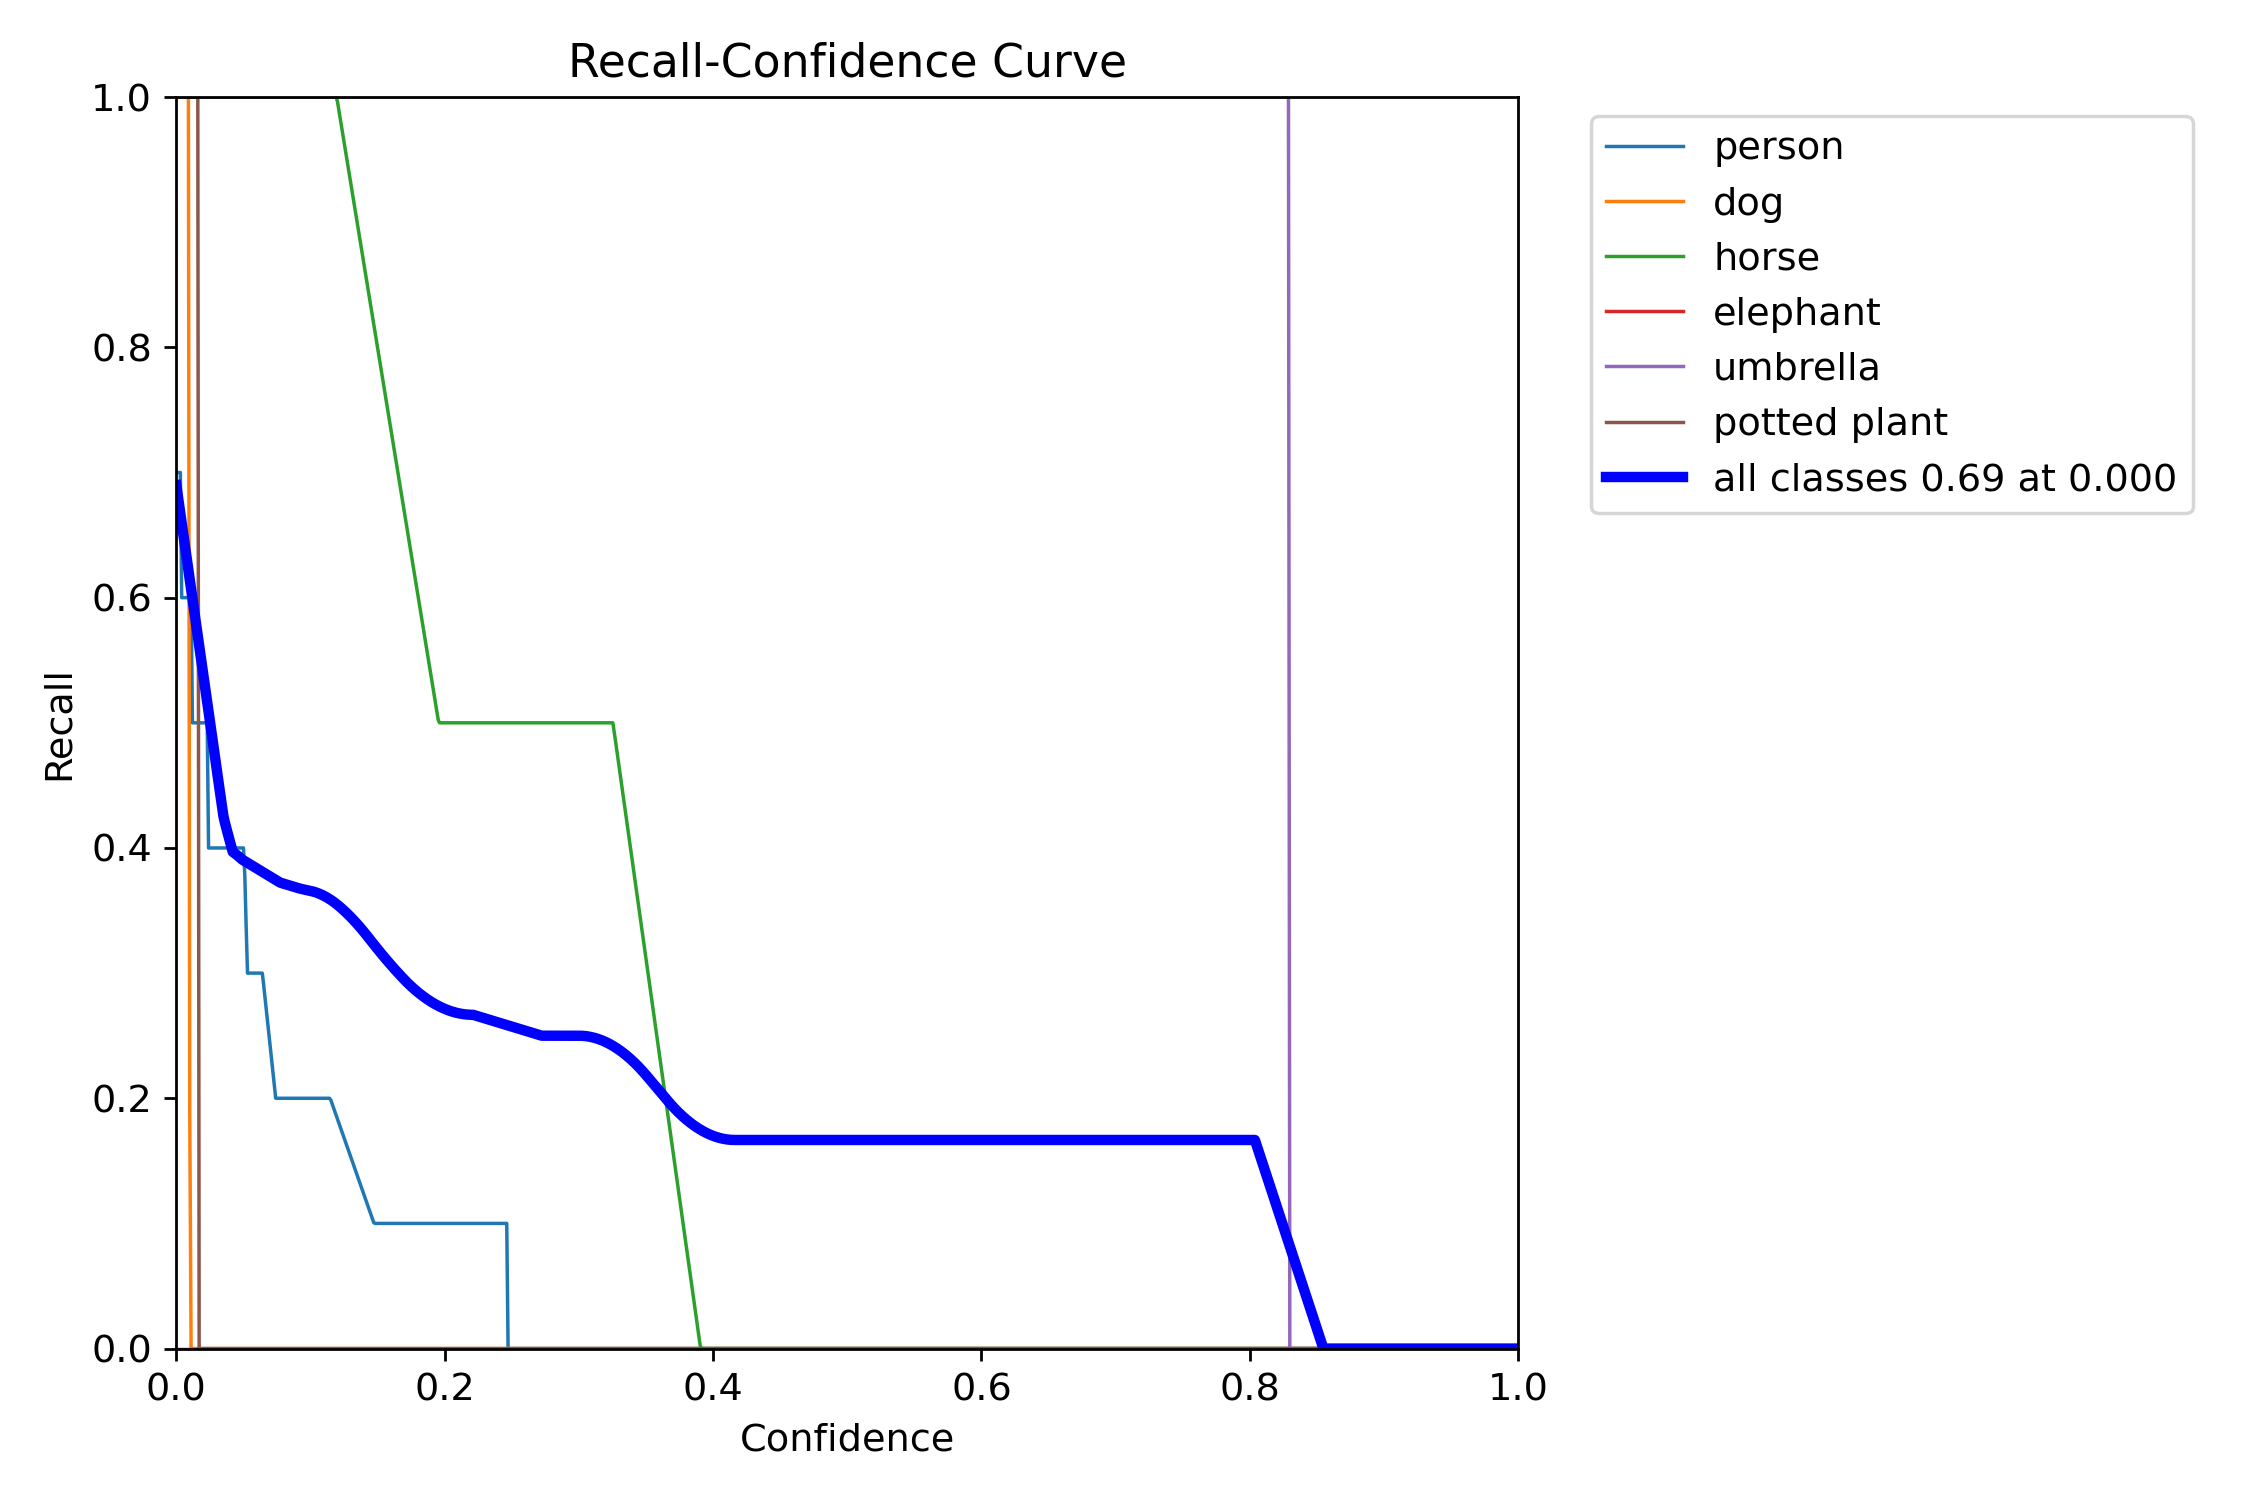 Recall-Confidence Curve
1.0
0.8
0.6
0.4
0.2
0.0
Recall
0.0 0.2 0.4 0.6 0.8 1.0
Confidence
person
dog
horse
elephant
umbrella
potted plant
all classes 0.69 at 0.000